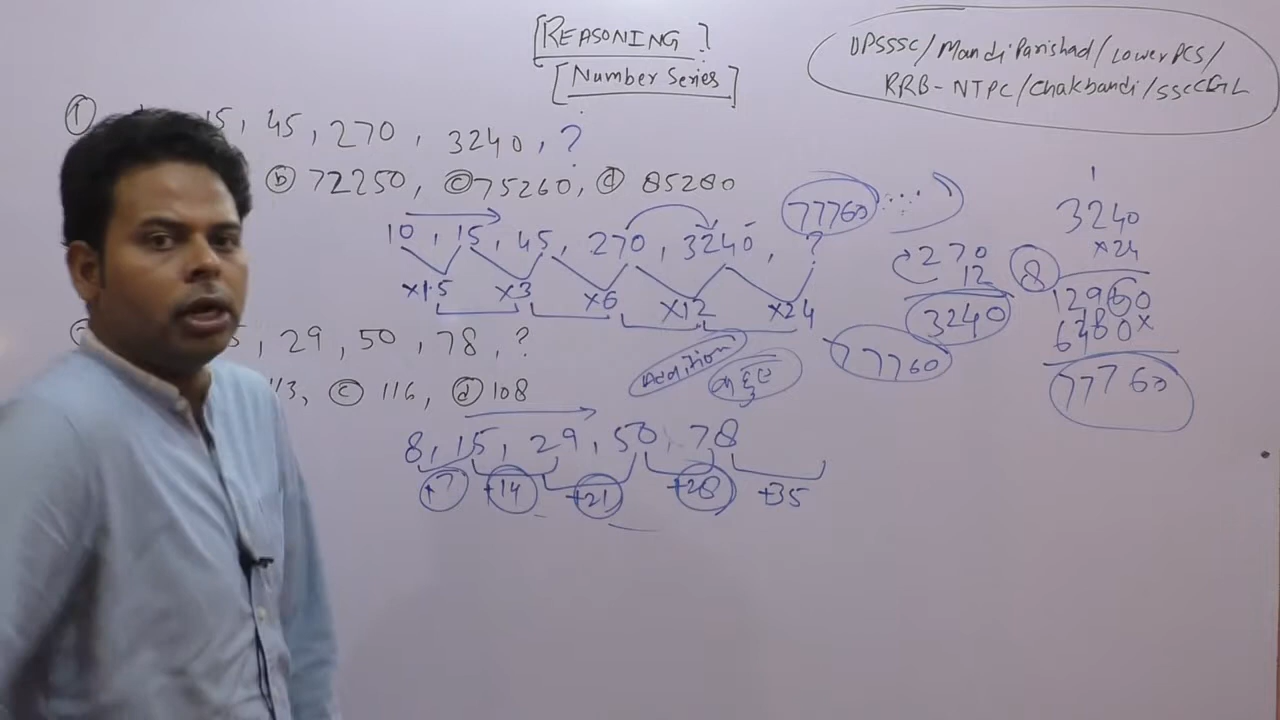 [REASONING]?
[Number Series]
UPSSSC/Mandi Parishad/Lower PCS/
RRB-NTPC/Chakbandi/SSCCGL
① 15, 45, 270, 3240, ?
ⓑ 72250, ⓒ 75260, ⓓ 85280
10, 15, 45, 270, 3240, ?
77760
×1.5 ×3 ×6 ×12 ×24
Addition
270
12
3240
8
3240
×24
12960
6480×
77760
77760
, 29, 50, 78, ?
113, ⓒ 116, ⓓ 108
8, 15, 29, 50, 78
+7 +14 +21 +28 +35